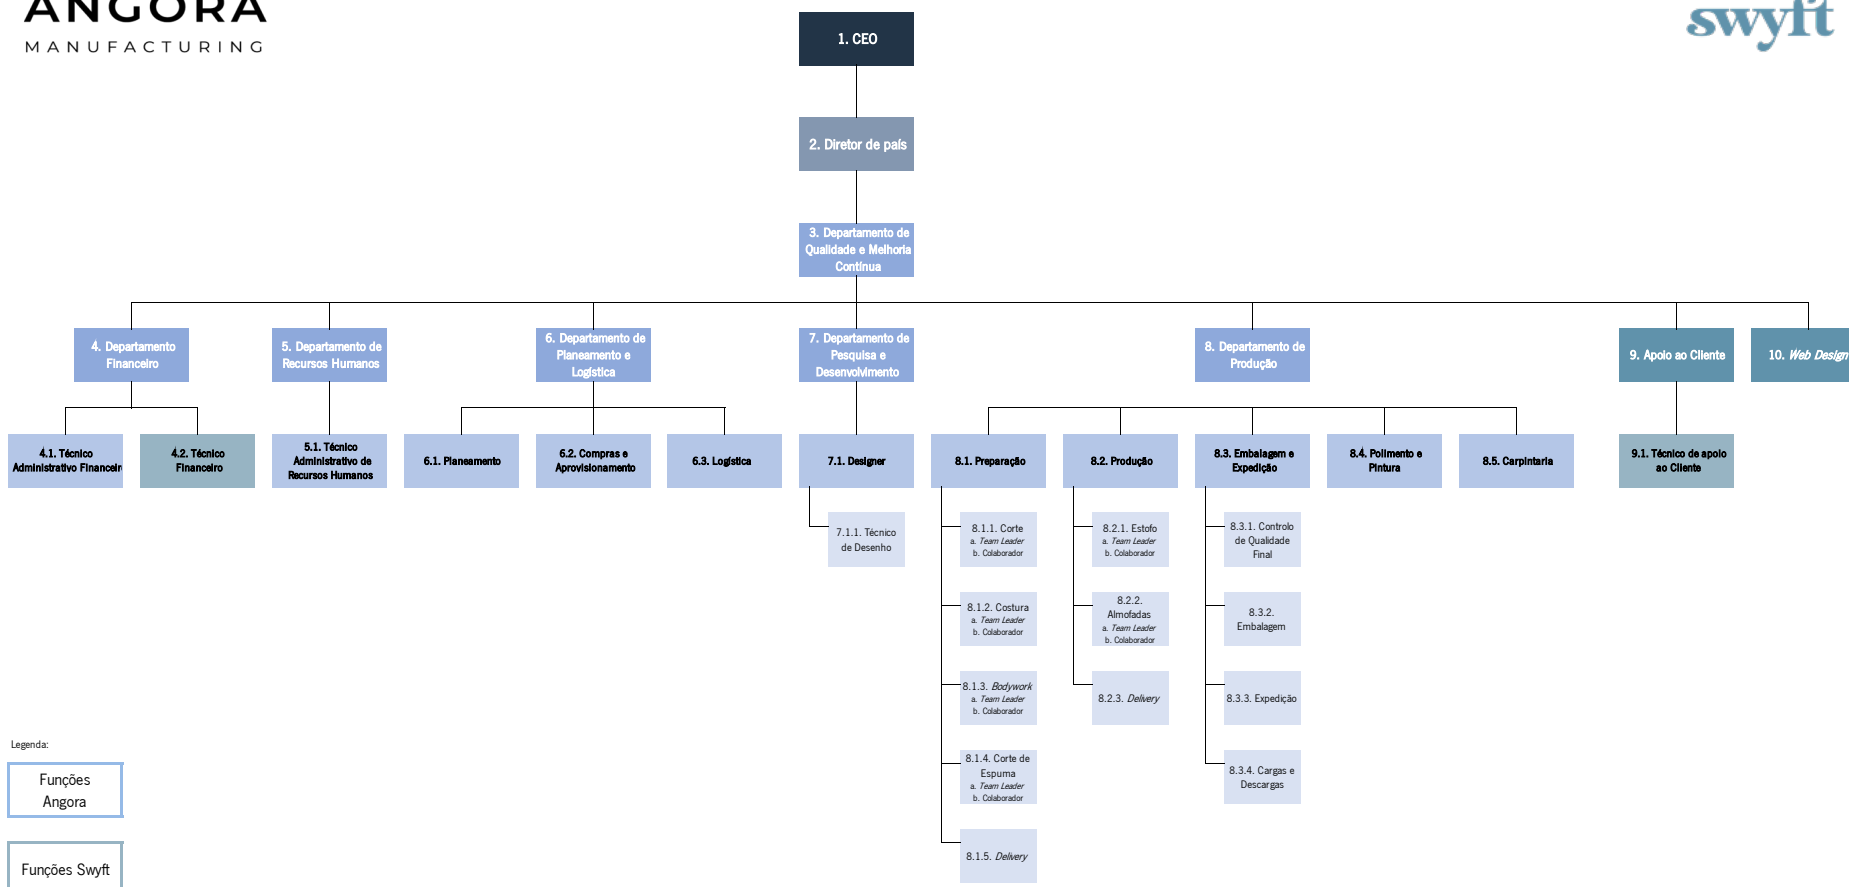 ANGORA
MANUFACTURING
swyft
1. CEO
2. Diretor de país
3. Departamento de
Qualidade e Melhoria
Contínua
4. Departamento
Financeiro
5. Departamento de
Recursos Humanos
6. Departamento de
Planeamento e
Logística
7. Departamento de
Pesquisa e
Desenvolvimento
8. Departamento de
Produção
9. Apoio ao Cliente
10. Web Design
4.1. Técnico
Administrativo Financeir
4.2. Técnico
Financeiro
5.1. Técnico
Administrativo de
Recursos Humanos
6.1. Planeamento
6.2. Compras e
Aprovisionamento
6.3. Logística
7.1. Designer
8.1. Preparação
8.2. Produção
8.3. Embalagem e
Expedição
8.4. Polimento e
Pintura
8.5. Carpintaria
9.1. Técnico de apoio
ao Cliente
7.1.1. Técnico
de Desenho
8.1.1. Corte
a. Team Leader
b. Colaborador
8.2.1. Estofo
a. Team Leader
b. Colaborador
8.3.1. Controlo
de Qualidade
Final
8.1.2. Costura
a. Team Leader
b. Colaborador
8.2.2.
Almofadas
a. Team Leader
b. Colaborador
8.3.2.
Embalagem
8.1.3. Bodywork
a. Team Leader
b. Colaborador
8.2.3. Delivery
8.3.3. Expedição
8.1.4. Corte de
Espuma
a. Team Leader
b. Colaborador
8.3.4. Cargas e
Descargas
8.1.5. Delivery
Legenda:
Funções
Angora
Funções Swyft